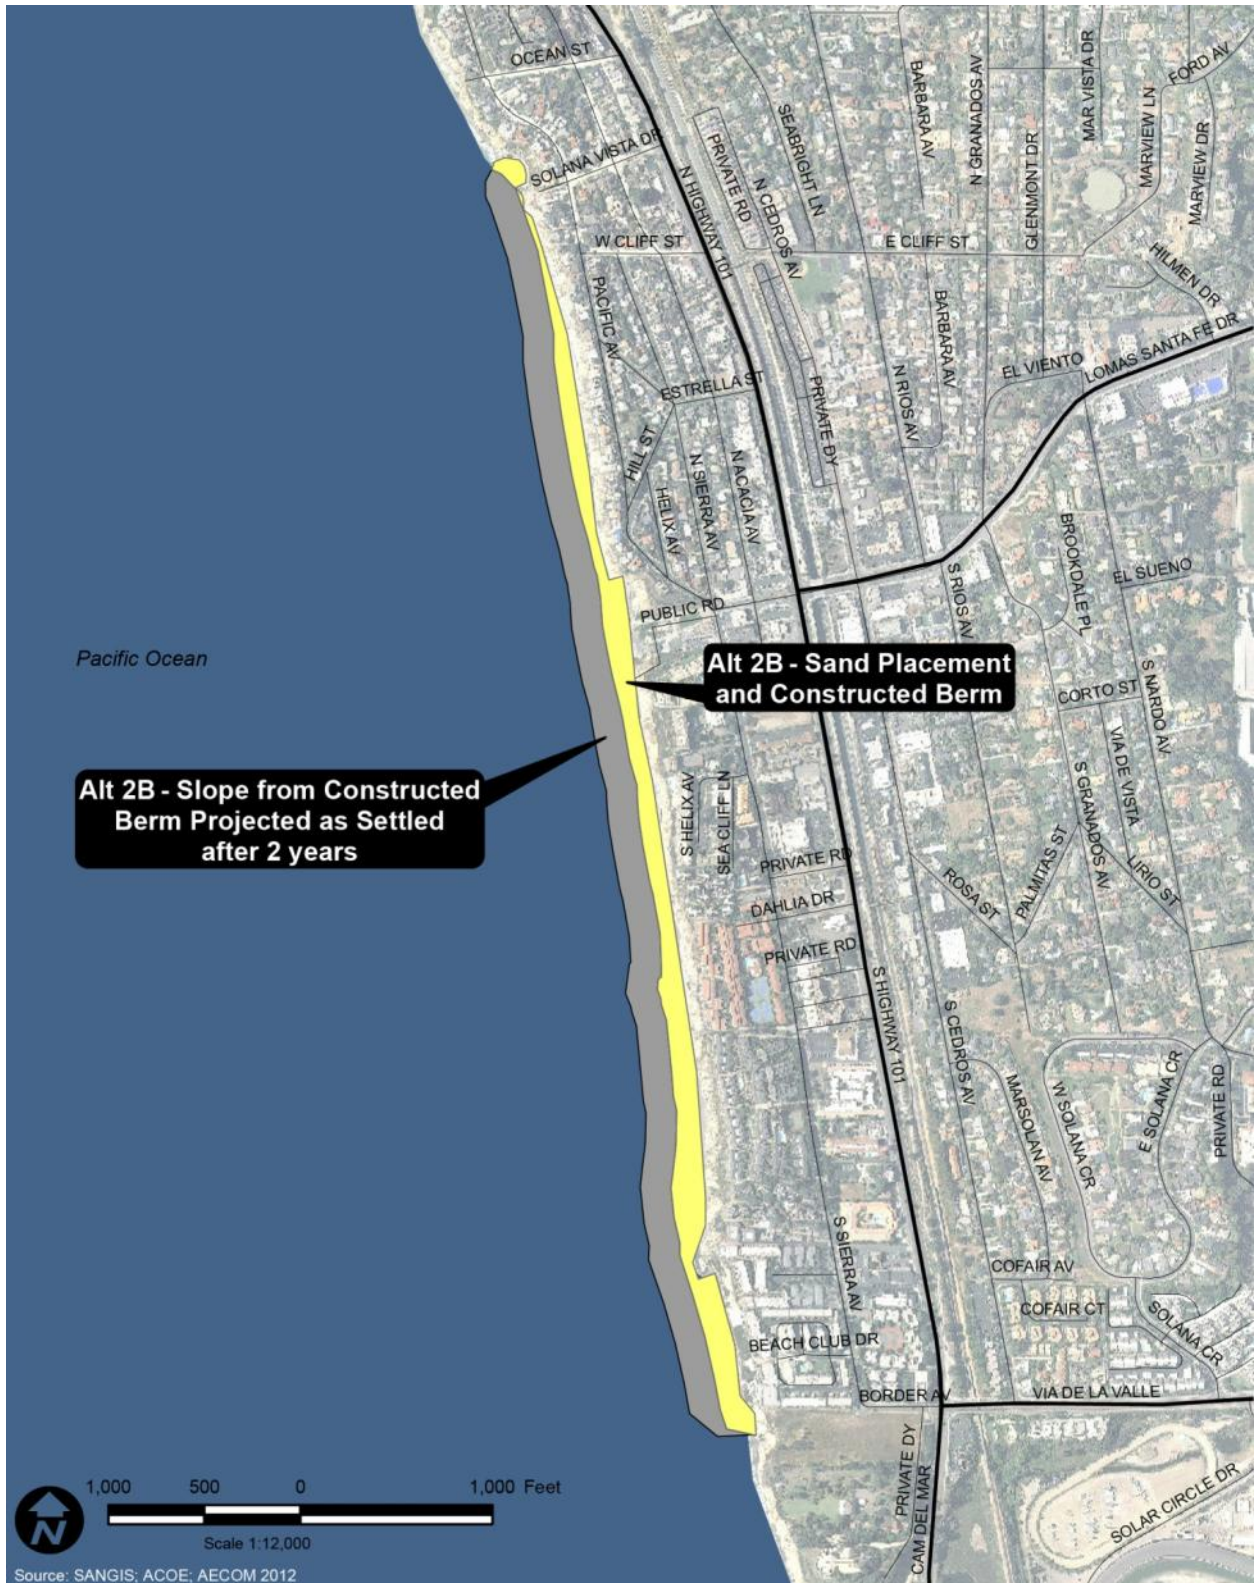 OCEAN ST
SOLANA VISTA DR
W CLIFF ST
N HIGHWAY 101
PRIVATE RD
N CEDROS AV
SEABRIGHT LN
BARBARA AV
N GRANADOS AV
GLENMONT DR
MAR VISTA DR
FORD AV
MARVIEW LN
MARVIEW DR
E CLIFF ST
HILMEN DR
PACIFIC AV
BARBARA AV
EL VIENTO
LOMAS SANTA FE DR
ESTRELLA ST
PRIVATE DY
N RIOS AV
HILL ST
HELIX AV
N SIERRA AV
N ACACIA AV
PUBLIC RD
S RIOS AV
BROOKDALE PL
EL SUENO
Pacific Ocean
Alt 2B - Sand Placement
and Constructed Berm
CORTO ST
S NARDO AV
VIA DE VISTA
Alt 2B - Slope from Constructed
Berm Projected as Settled
after 2 years
S HELIX AV
SEA CLIFF LN
S GRANADOS AV
PRIVATE RD
DAHLIA DR
PRIVATE RD
ROSA ST
PALMITAS ST
LIRIO ST
S HIGHWAY 101
S CEDROS AV
MARSOLAN AV
W SOLANA CR
E SOLANA CR
PRIVATE RD
S SIERRA AV
COFAIR AV
COFAIR CT
SOLANA CR
BEACH CLUB DR
BORDER AV
VIA DE LA VALLE
PRIVATE DY
CAM DEL MAR
SOLAR CIRCLE DR
1,000 500 0 1,000 Feet
N
Scale 1:12,000
Source: SANGIS; ACOE; AECOM 2012